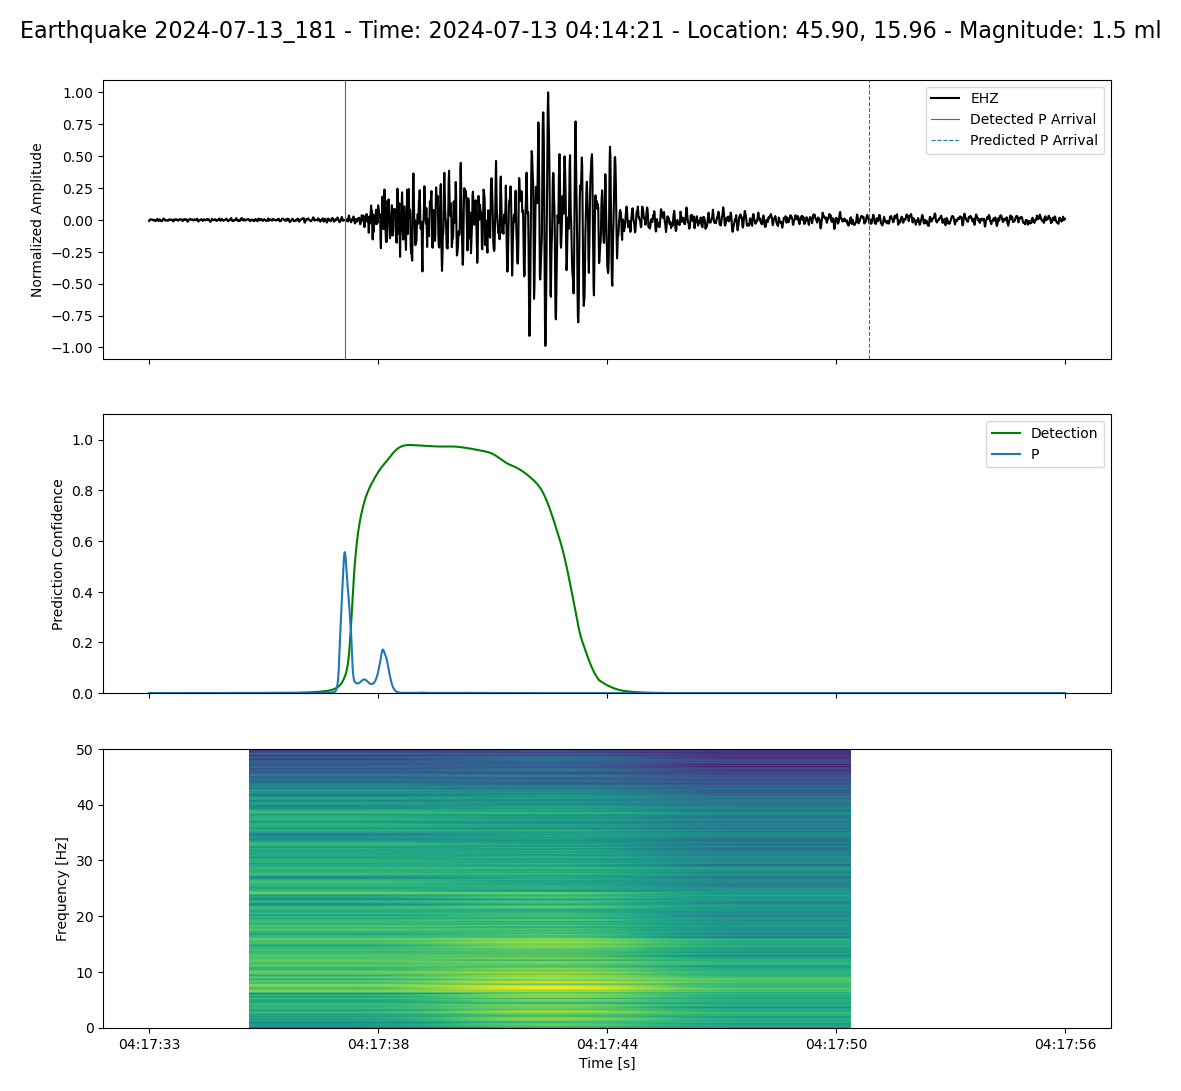 Earthquake 2024-07-13_181 - Time: 2024-07-13 04:14:21 - Location: 45.90, 15.96 - Magnitude: 1.5 ml
1.00
0.75
0.50
0.25
0.00
−0.25
−0.50
−0.75
−1.00
Normalized Amplitude
EHZ
Detected P Arrival
Predicted P Arrival
1.0
0.8
0.6
0.4
0.2
0.0
Prediction Confidence
Detection
P
50
40
30
20
10
0
Frequency [Hz]
04:17:33 04:17:38 04:17:44 04:17:50 04:17:56
Time [s]